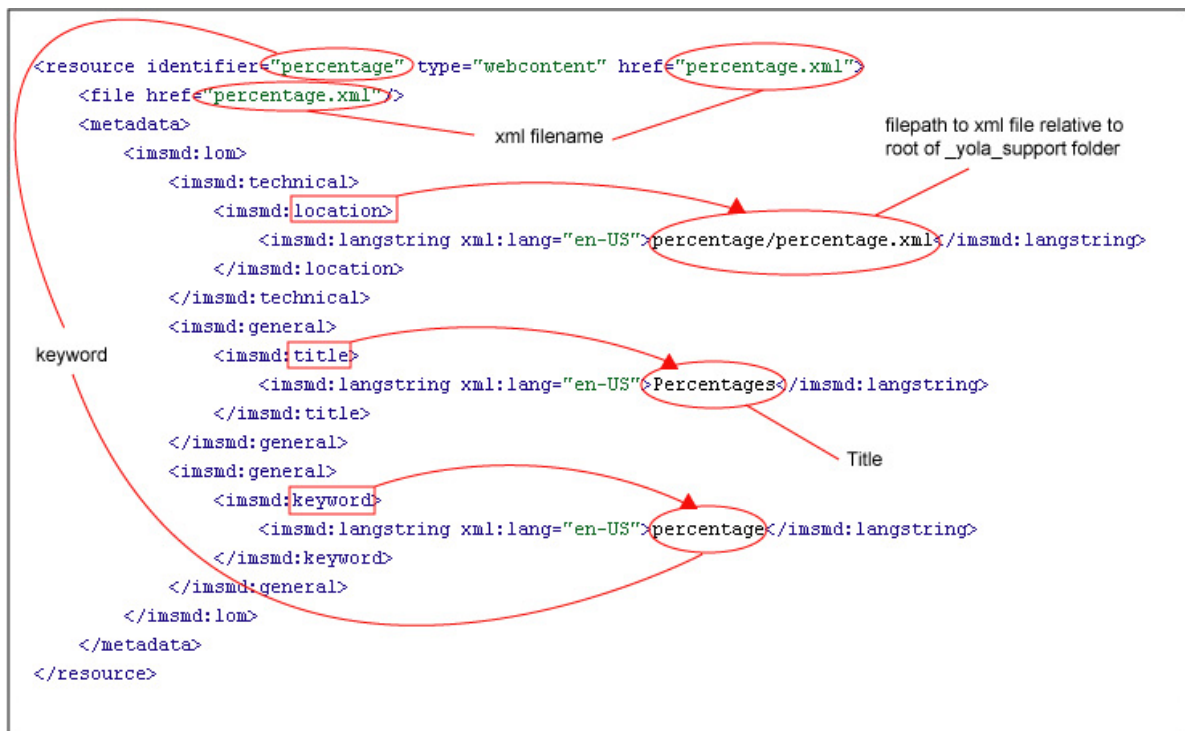 <resource identifier="percentage" type="webcontent" href="percentage.xml">
<file href="percentage.xml"/>
<metadata>
xml filename
filepath to xml file relative to
root of _yola_support folder
<imsmd:lom>
<imsmd:technical>
<imsmd:location>
<imsmd:langstring xml:lang="en-US">percentage/percentage.xml</imsmd:langstring>
</imsmd:location>
</imsmd:technical>
<imsmd:general>
keyword
<imsmd:title>
<imsmd:langstring xml:lang="en-US">Percentages</imsmd:langstring>
</imsmd:title>
</imsmd:general>
Title
<imsmd:general>
<imsmd:keyword>
<imsmd:langstring xml:lang="en-US">percentage</imsmd:langstring>
</imsmd:keyword>
</imsmd:general>
</imsmd:lom>
</metadata>
</resource>